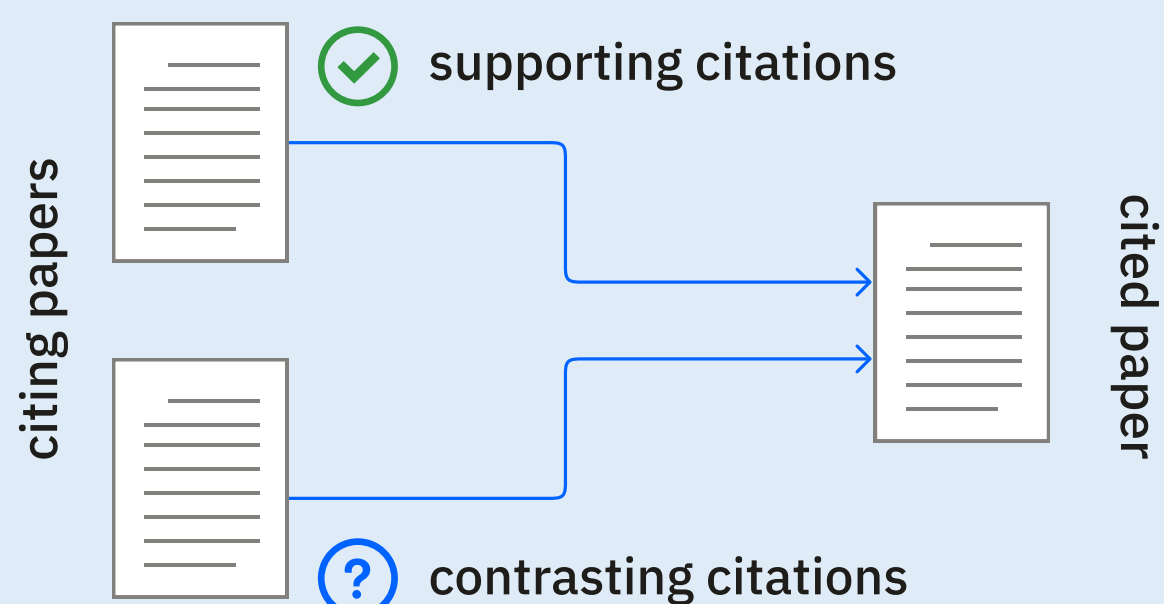 supporting citations
citing papers
cited paper
?
contrasting citations